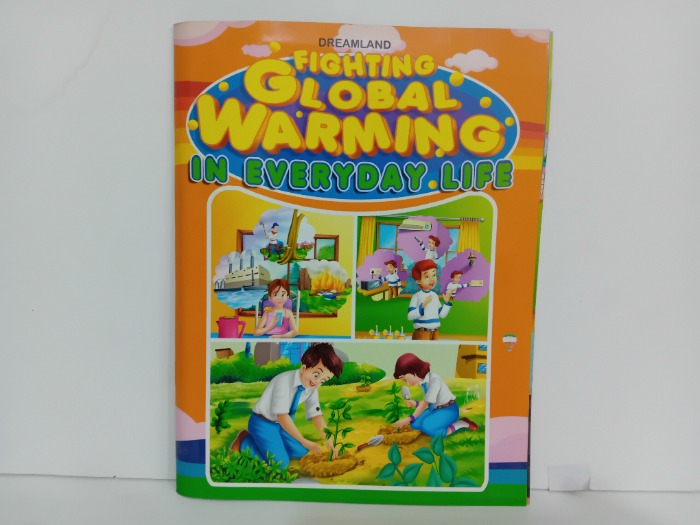 DREAMLAND
FIGHTING
GLOBAL
WARMING
IN EVERYDAY LIFE